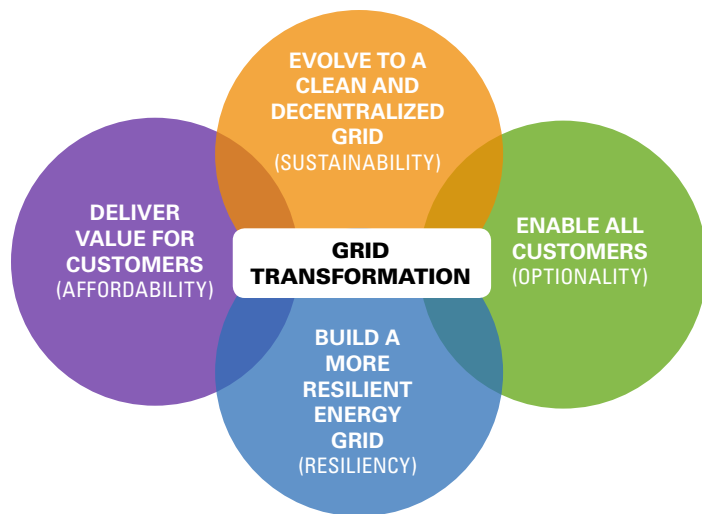 EVOLVE TO A
CLEAN AND
DECENTRALIZED
GRID
(SUSTAINABILITY)
DELIVER
VALUE FOR
CUSTOMERS
(AFFORDABILITY)
GRID
TRANSFORMATION
ENABLE ALL
CUSTOMERS
(OPTIONALITY)
BUILD A
MORE
RESILIENT
ENERGY
GRID
(RESILIENCY)